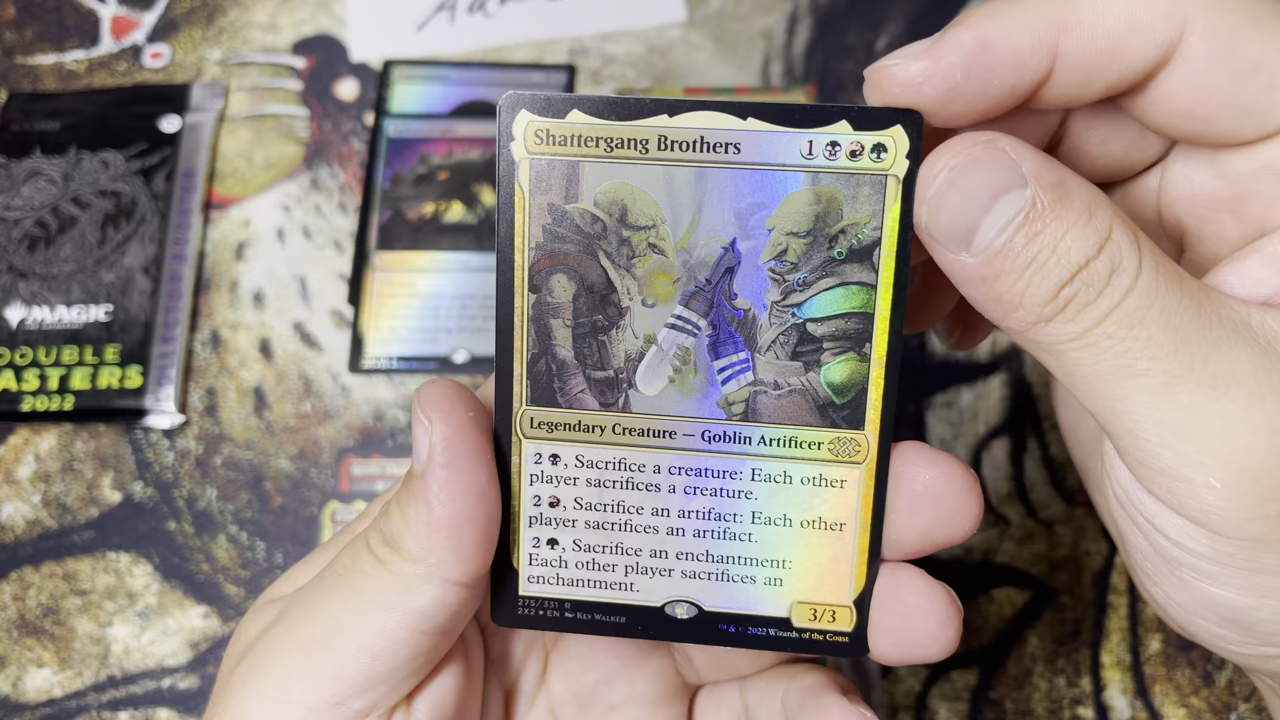 MAGIC
DOUBLE
MASTERS
2022
Shattergang Brothers 1
Legendary Creature — Goblin Artificer
2 , Sacrifice a creature: Each other
player sacrifices a creature.
2 , Sacrifice an artifact: Each other
player sacrifices an artifact.
2 , Sacrifice an enchantment:
Each other player sacrifices an
enchantment.
3/3
275/331 R
2X2 ★ EN KEV WALKER
™ & © 2022 Wizards of the Coast